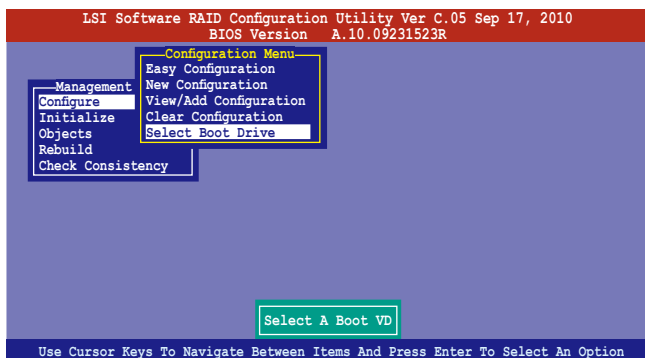 LSI Software RAID Configuration Utility Ver C.05 Sep 17, 2010
BIOS Version A.10.09231523R
Configuration Menu
Easy Configuration
New Configuration
View/Add Configuration
Clear Configuration
Select Boot Drive
Management
Configure
Initialize
Objects
Rebuild
Check Consistency
Select A Boot VD
Use Cursor Keys To Navigate Between Items And Press Enter To Select An Option